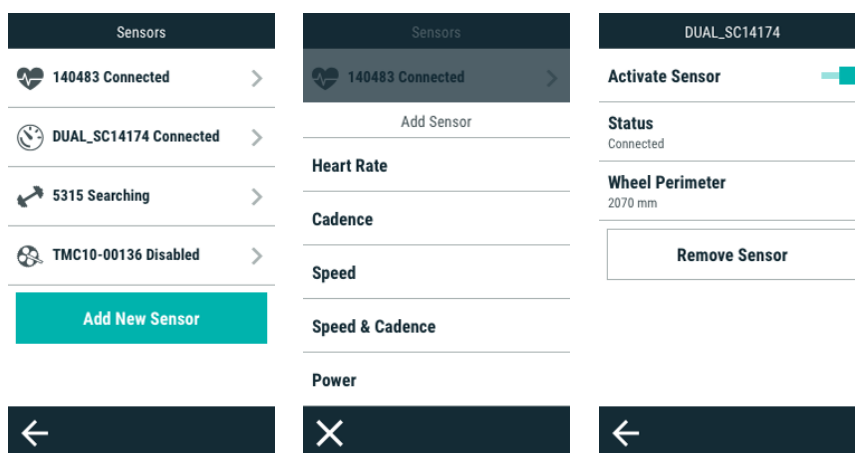 Sensors
140483 Connected
DUAL_SC14174 Connected
5315 Searching
TMC10-00136 Disabled
Add New Sensor
Sensors
140483 Connected
Add Sensor
Heart Rate
Cadence
Speed
Speed & Cadence
Power
DUAL_SC14174
Activate Sensor
Status
Connected
Wheel Perimeter
2070 mm
Remove Sensor